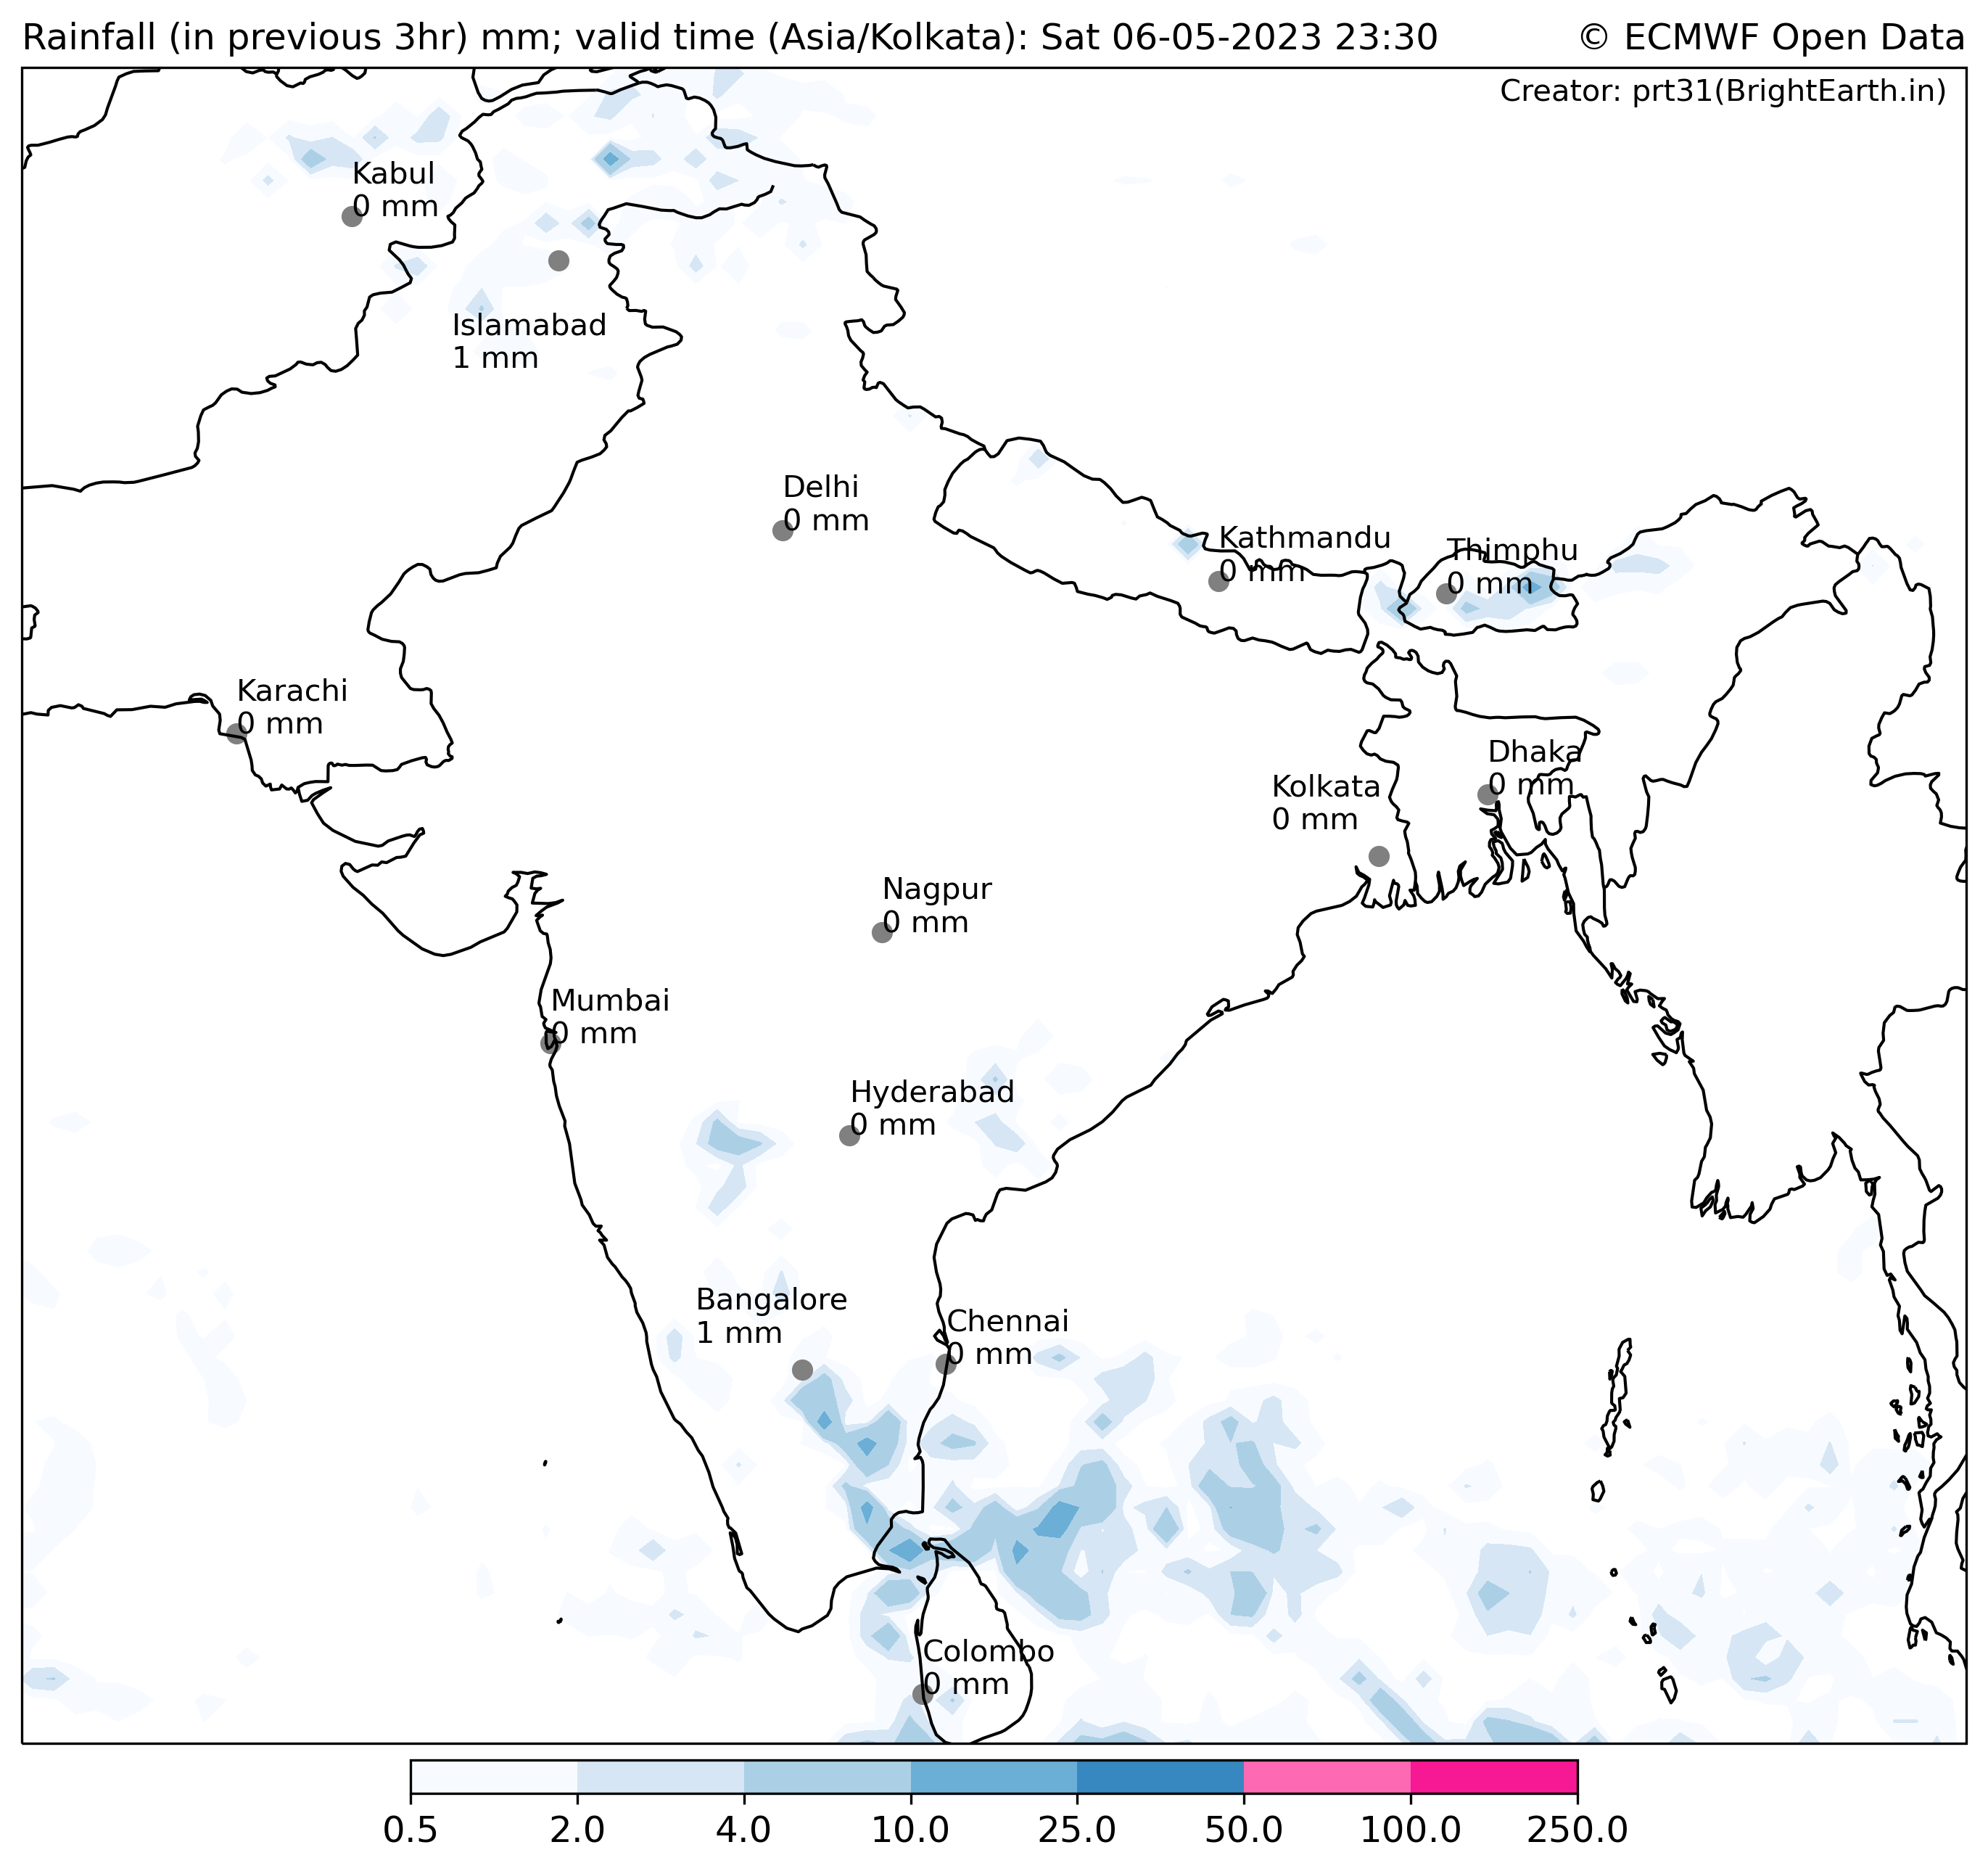 Rainfall (in previous 3hr) mm; valid time (Asia/Kolkata): Sat 06-05-2023 23:30
© ECMWF Open Data
Creator: prt31(BrightEarth.in)
Kabul
0 mm
Islamabad
1 mm
Delhi
0 mm
Kathmandu
0 mm
Thimphu
0 mm
Karachi
0 mm
Dhaka
0 mm
Kolkata
0 mm
Nagpur
0 mm
Mumbai
0 mm
Hyderabad
0 mm
Bangalore
1 mm
Chennai
0 mm
Colombo
0 mm
0.5 2.0 4.0 10.0 25.0 50.0 100.0 250.0